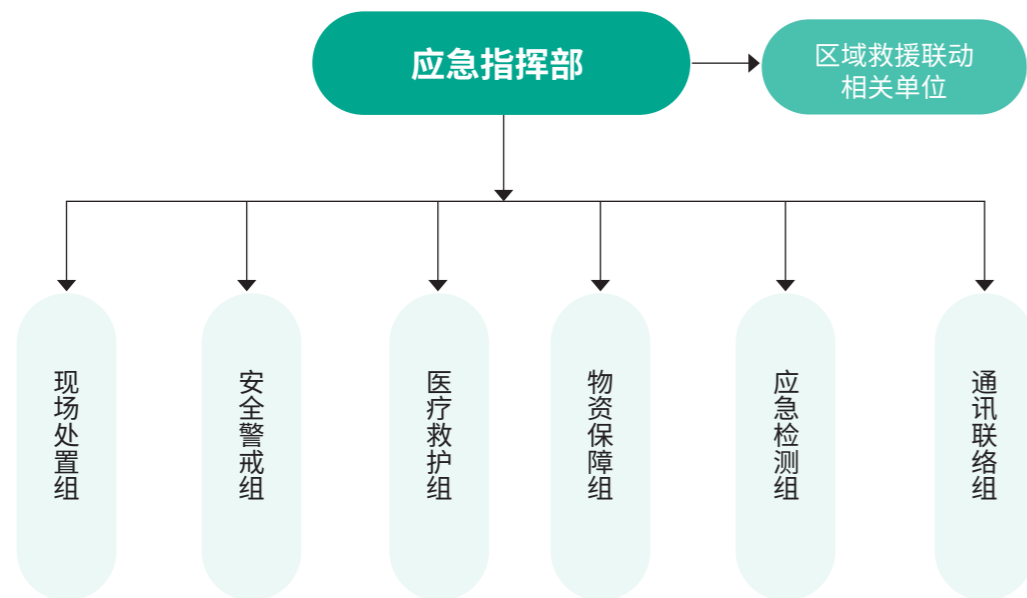 应急指挥部
区域救援联动
相关单位
现场处置组
安全警戒组
医疗救护组
物资保障组
应急检测组
通讯联络组